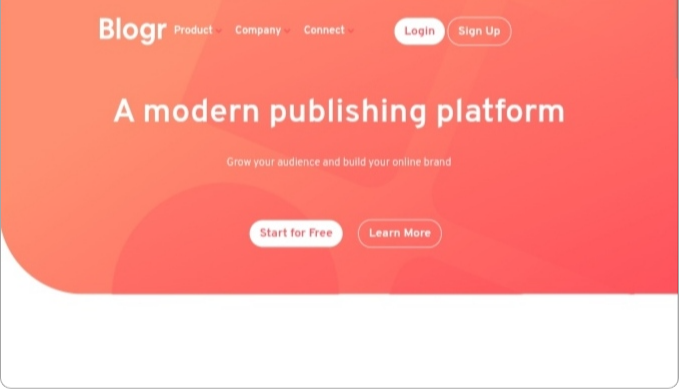 Blogr Product Company Connect Login Sign Up
A modern publishing platform
Grow your audience and build your online brand
Start for Free Learn More